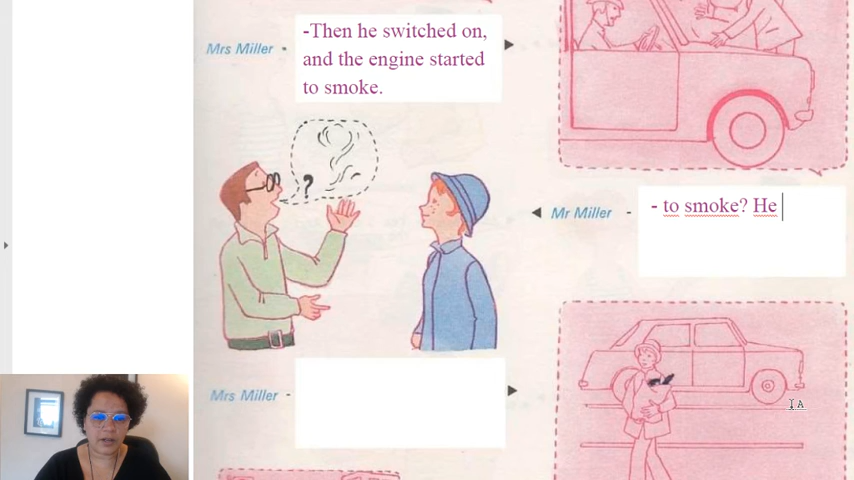 Mrs Miller -
-Then he switched on,
and the engine started
to smoke.
?
Mr Miller -
- to smoke? He
Mrs Miller -
A